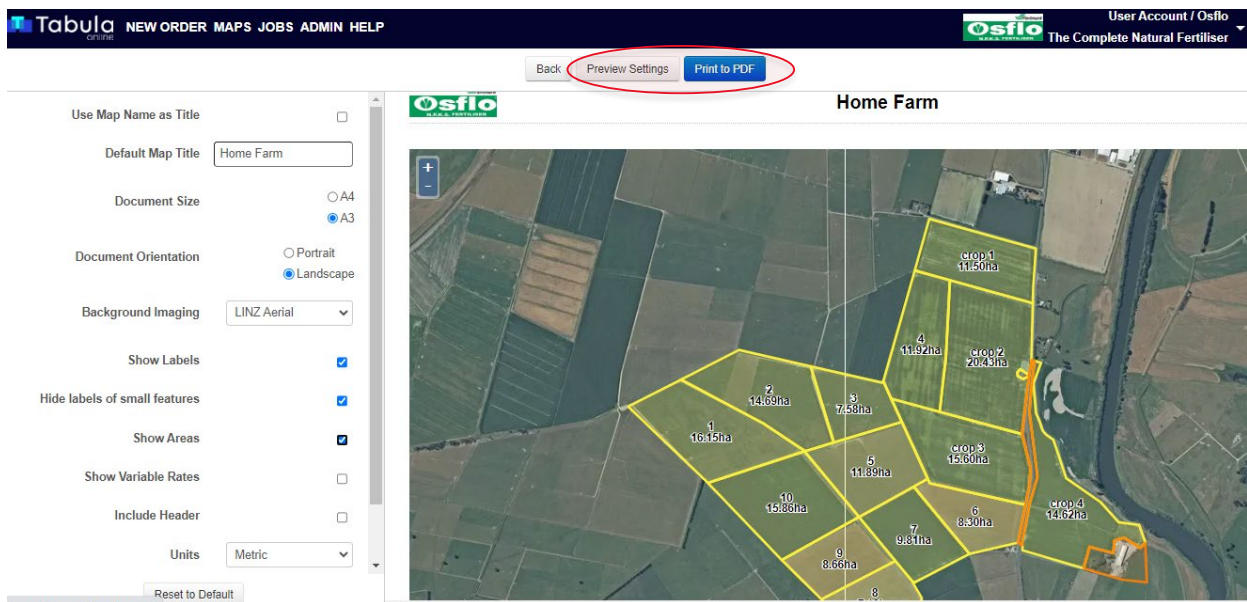 Tabula
online
NEW ORDER MAPS JOBS ADMIN HELP
Osflo
User Account / Osflo
The Complete Natural Fertiliser
Back
Preview Settings
Print to PDF
Use Map Name as Title
Default Map Title
Home Farm
Document Size
A4
A3
Document Orientation
Portrait
Landscape
Background Imaging
LINZ Aerial
Show Labels
Hide labels of small features
Show Areas
Show Variable Rates
Include Header
Units
Metric
Reset to Default
Osflo
Home Farm
+
-
crop 1
11.50ha
4
11.92ha
crop 2
20.43ha
2
14.69ha
3
7.58ha
1
16.15ha
crop 3
15.60ha
5
11.89ha
10
15.86ha
6
8.30ha
crop 4
14.62ha
7
9.81ha
9
8.66ha
8